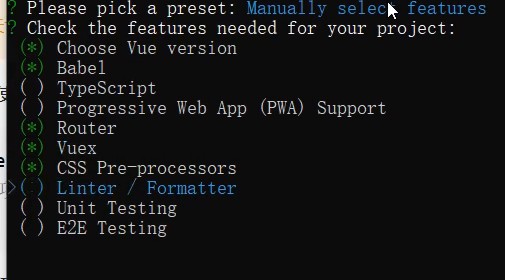 ? Please pick a preset: Manually select features
? Check the features needed for your project:
(*) Choose Vue version
(*) Babel
( ) TypeScript
( ) Progressive Web App (PWA) Support
(*) Router
(*) Vuex
(*) CSS Pre-processors
>( ) Linter / Formatter
( ) Unit Testing
( ) E2E Testing